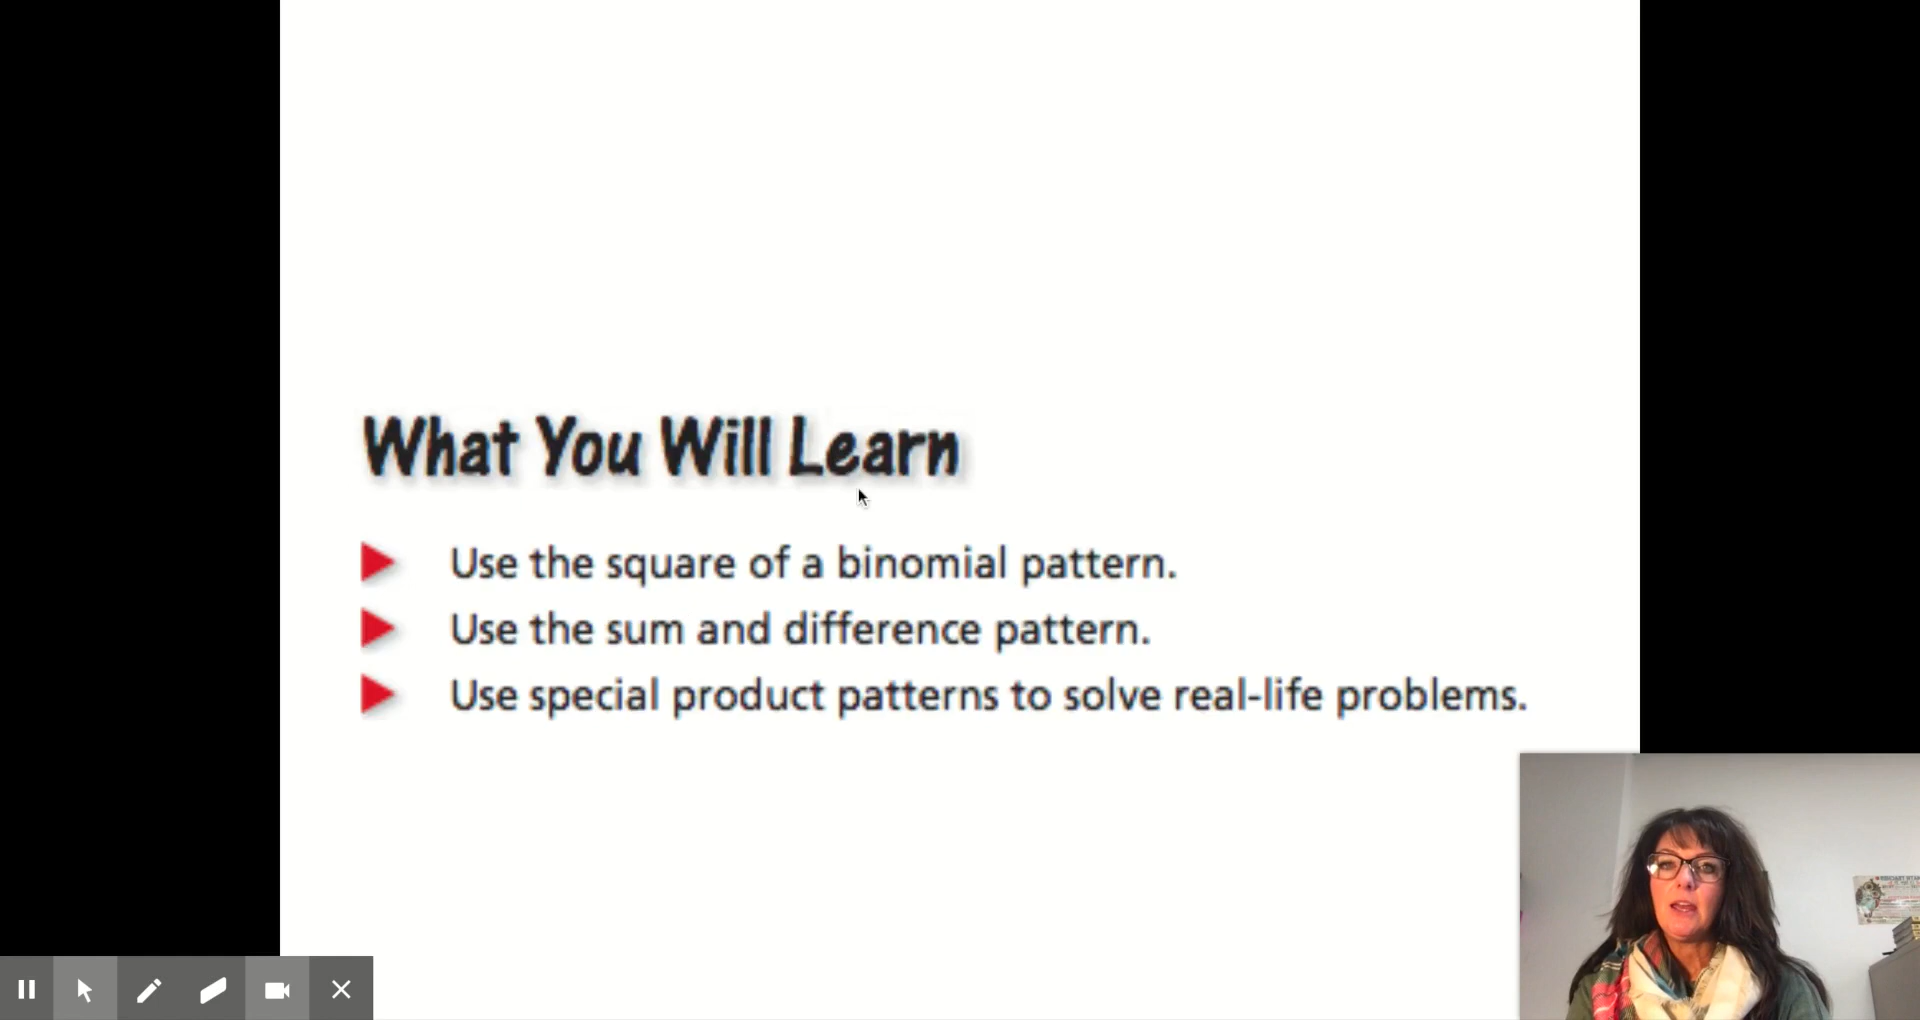 What You Will Learn
Use the square of a binomial pattern.
Use the sum and difference pattern.
Use special product patterns to solve real-life problems.